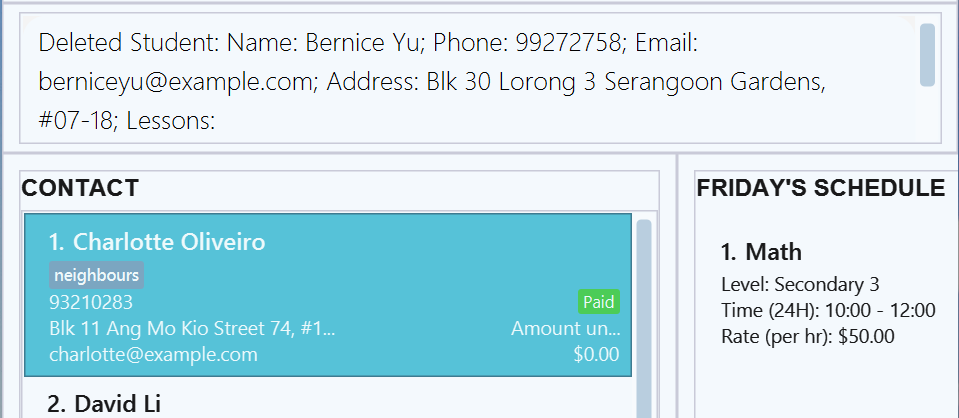 Deleted Student: Name: Bernice Yu; Phone: 99272758; Email:
berniceyu@example.com; Address: Blk 30 Lorong 3 Serangoon Gardens,
#07-18; Lessons:
CONTACT
1. Charlotte Oliveiro
neighbours
93210283
Paid
Blk 11 Ang Mo Kio Street 74, #1...
Amount un...
charlotte@example.com
$0.00
2. David Li
FRIDAY'S SCHEDULE
1. Math
Level: Secondary 3
Time (24H): 10:00 - 12:00
Rate (per hr): $50.00